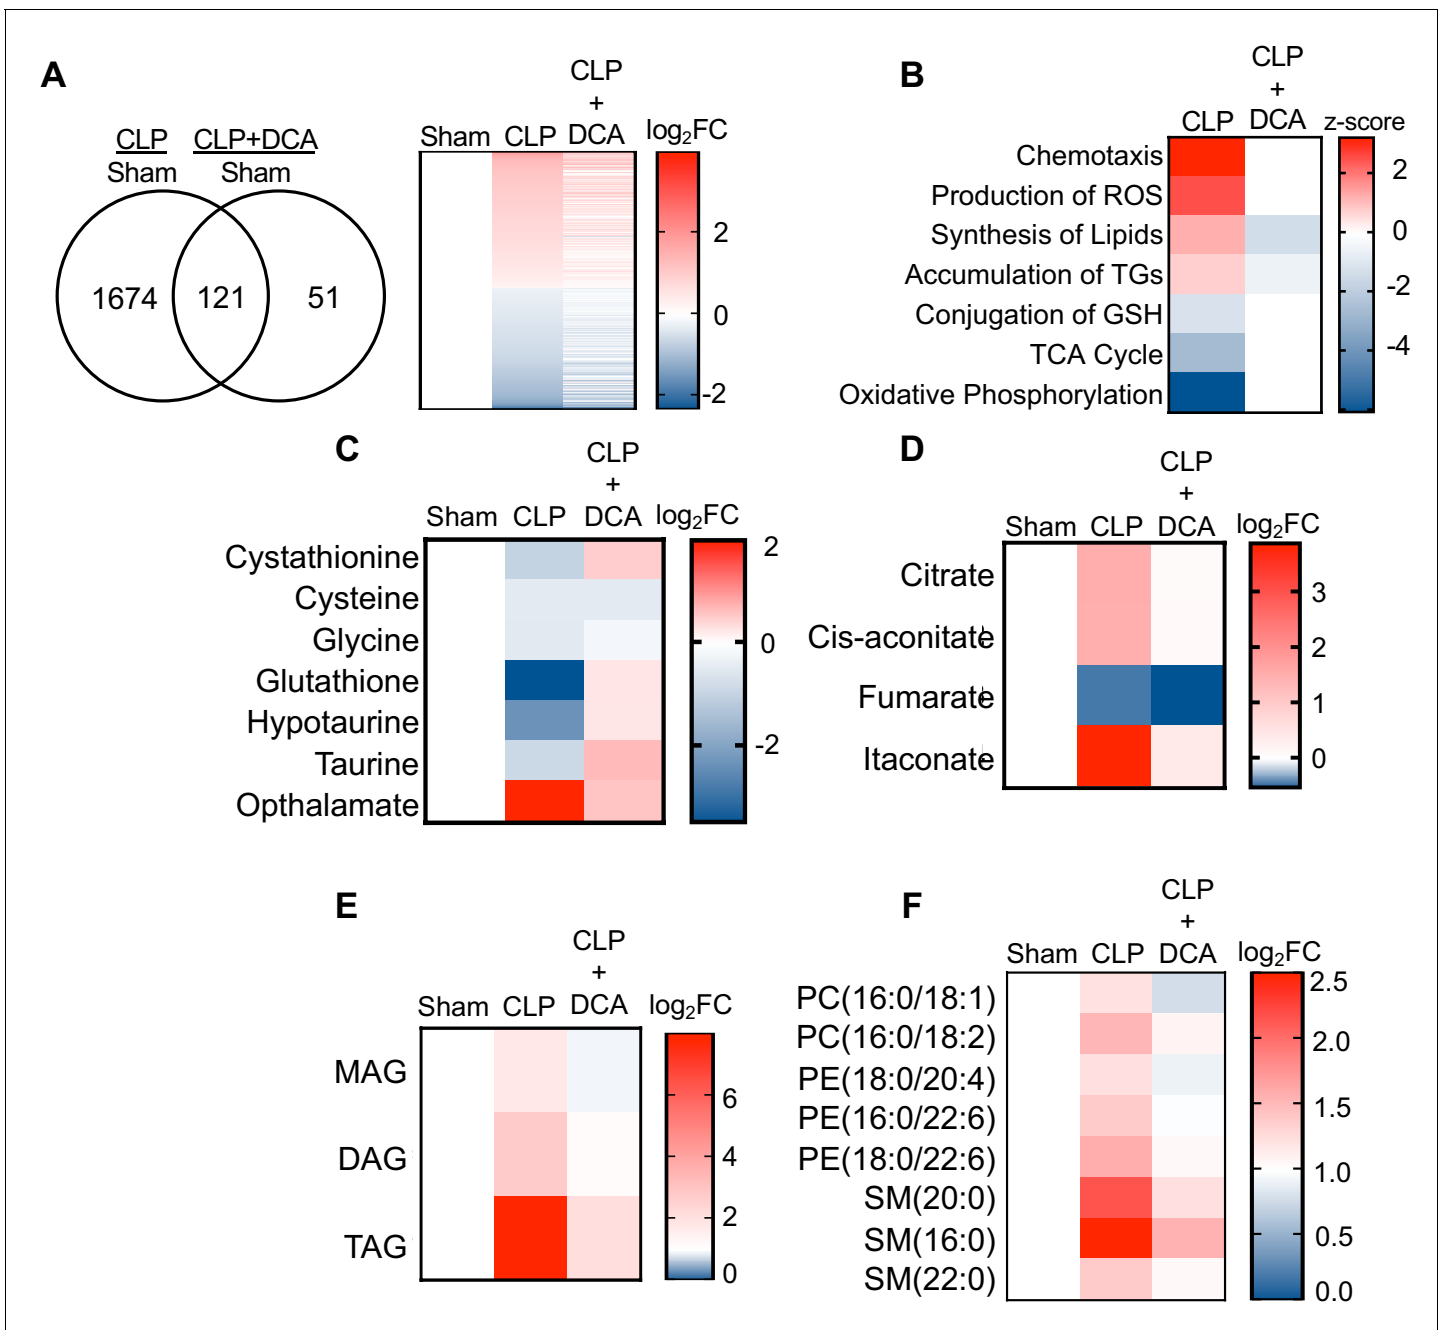 A
CLP CLP+DCA
Sham Sham
1674 121 51
Sham CLP CLP + DCA log₂FC
2
0
-2
B
CLP CLP + DCA z-score
Chemotaxis
Production of ROS
Synthesis of Lipids
Accumulation of TGs
Conjugation of GSH
TCA Cycle
Oxidative Phosphorylation
2
0
-2
-4
C
Sham CLP CLP + DCA log₂FC
Cystathionine
Cysteine
Glycine
Glutathione
Hypotaurine
Taurine
Opthalamate
2
0
-2
D
Sham CLP CLP + DCA log₂FC
Citrate
Cis-aconitate
Fumarate
Itaconate
3
2
1
0
E
Sham CLP CLP + DCA log₂FC
MAG
DAG
TAG
6
4
2
0
F
Sham CLP CLP + DCA log₂FC
PC(16:0/18:1)
PC(16:0/18:2)
PE(18:0/20:4)
PE(16:0/22:6)
PE(18:0/22:6)
SM(20:0)
SM(16:0)
SM(22:0)
2.5
2.0
1.5
1.0
0.5
0.0